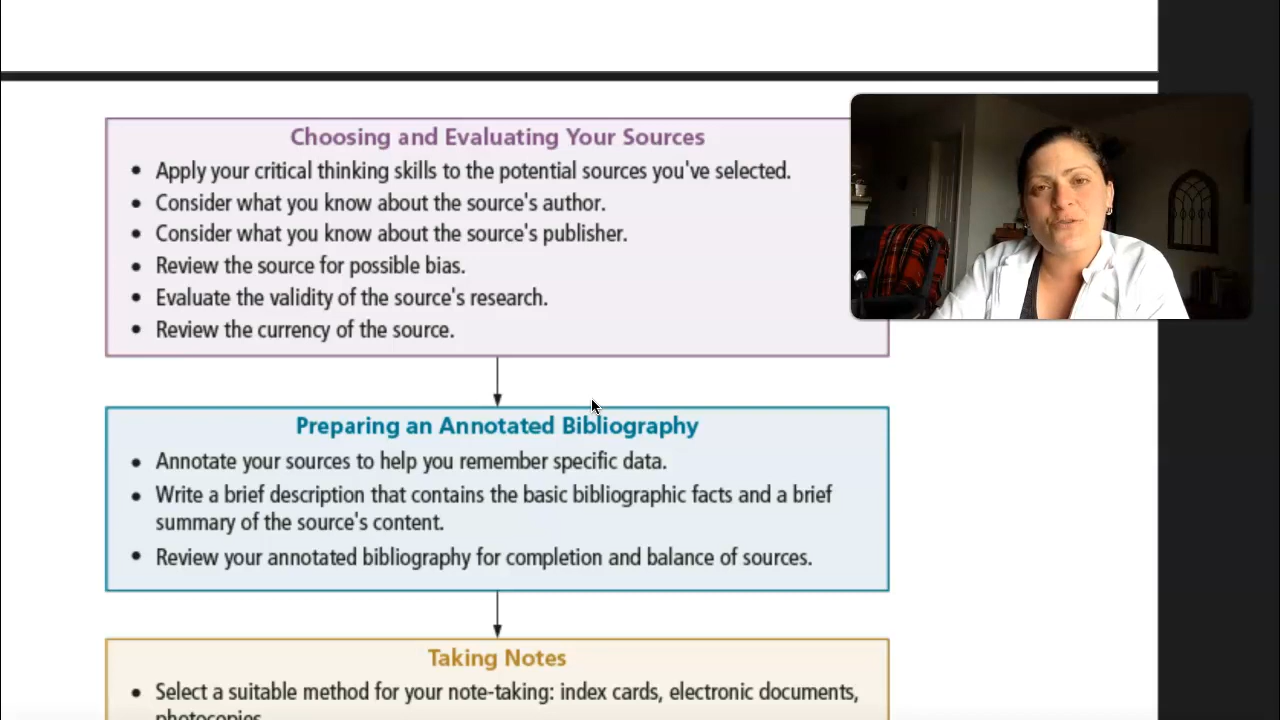 Choosing and Evaluating Your Sources
• Apply your critical thinking skills to the potential sources you've selected.
• Consider what you know about the source's author.
• Consider what you know about the source's publisher.
• Review the source for possible bias.
• Evaluate the validity of the source's research.
• Review the currency of the source.
Preparing an Annotated Bibliography
• Annotate your sources to help you remember specific data.
• Write a brief description that contains the basic bibliographic facts and a brief
summary of the source's content.
• Review your annotated bibliography for completion and balance of sources.
Taking Notes
• Select a suitable method for your note-taking: index cards, electronic documents,
photocopies